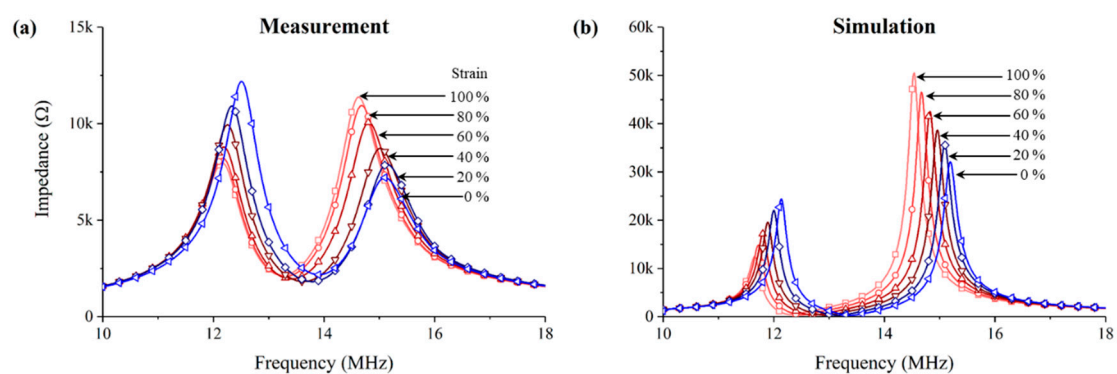 (a) Measurement
15k
10k
5k
0
Impedance (Ω)
10 12 14 16 18
Frequency (MHz)
Strain
100 %
80 %
60 %
40 %
20 %
0 %
(b) Simulation
60k
50k
40k
30k
20k
10k
0
10 12 14 16 18
Frequency (MHz)
100 %
80 %
60 %
40 %
20 %
0 %